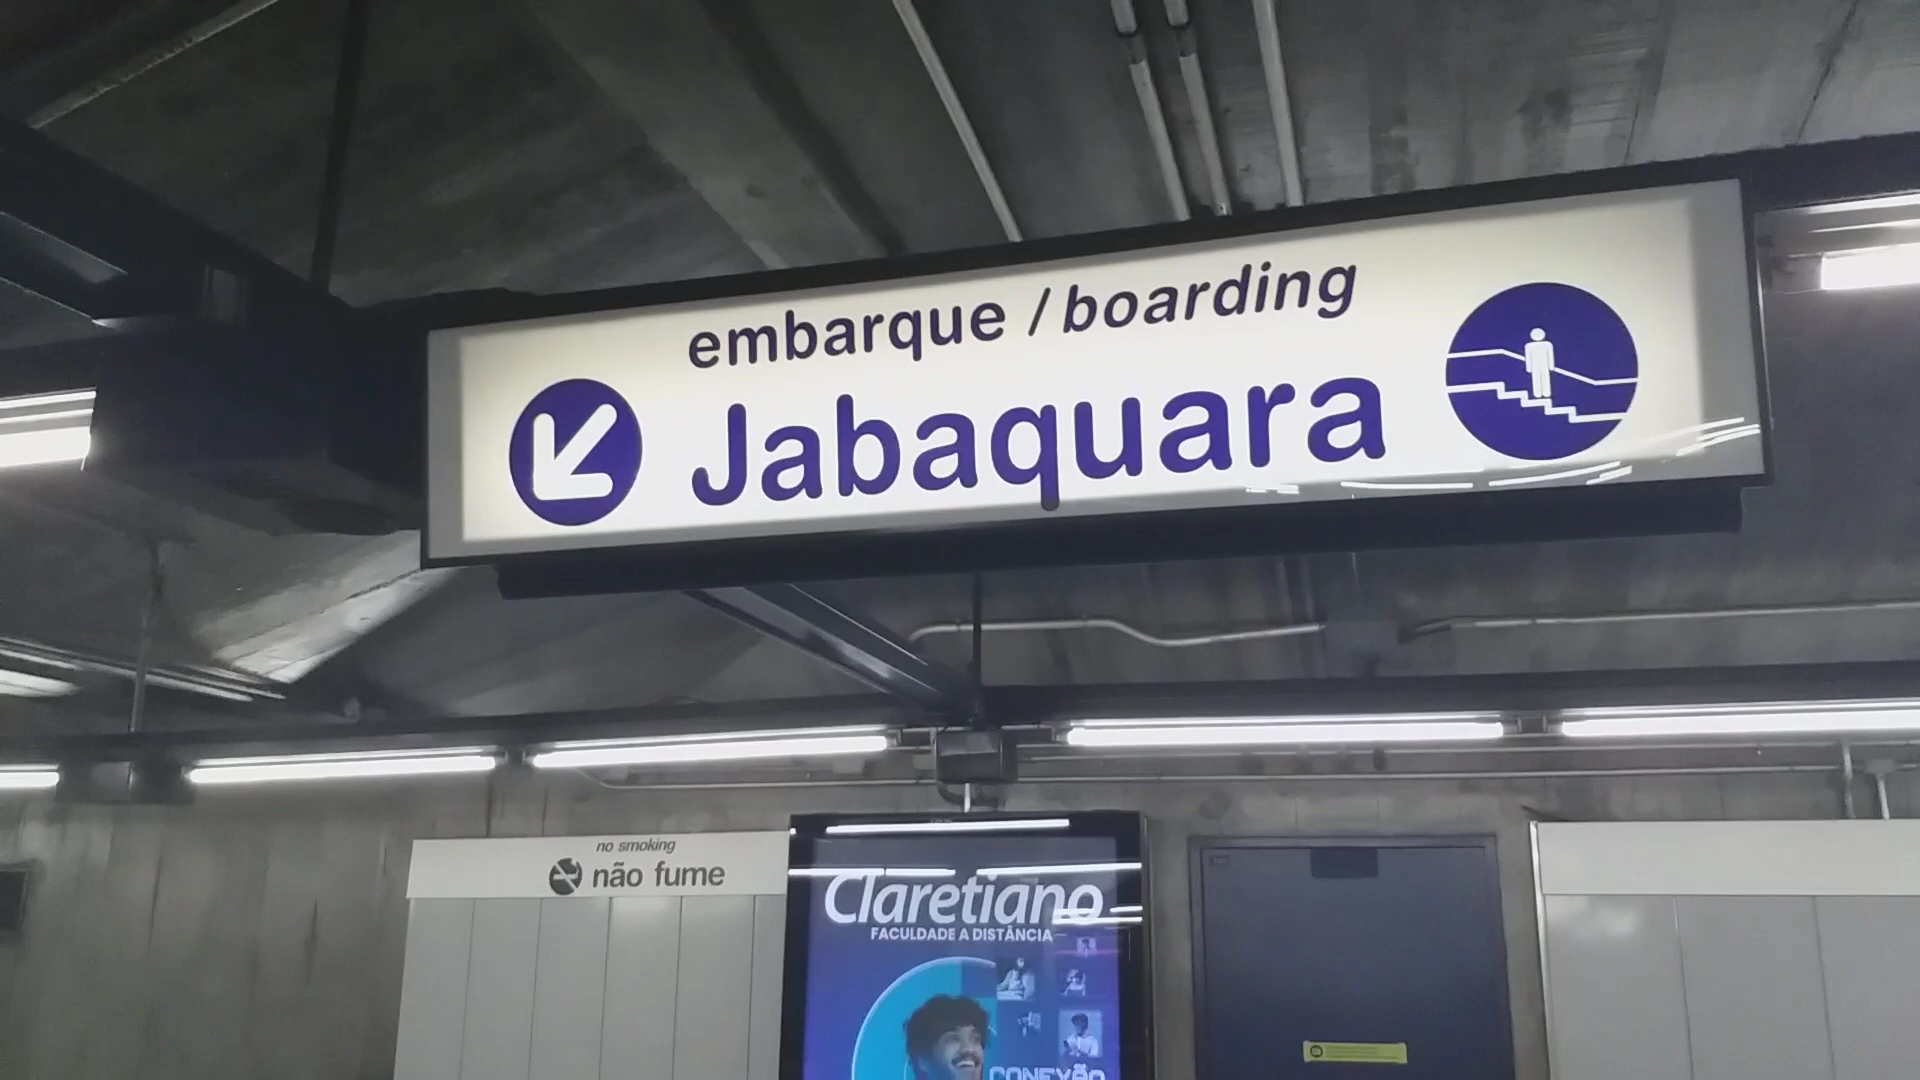 embarque / boarding
Jabaquara
no smoking
não fume
Claretiano
FACULDADE A DISTÂNCIA
CONEXÃO